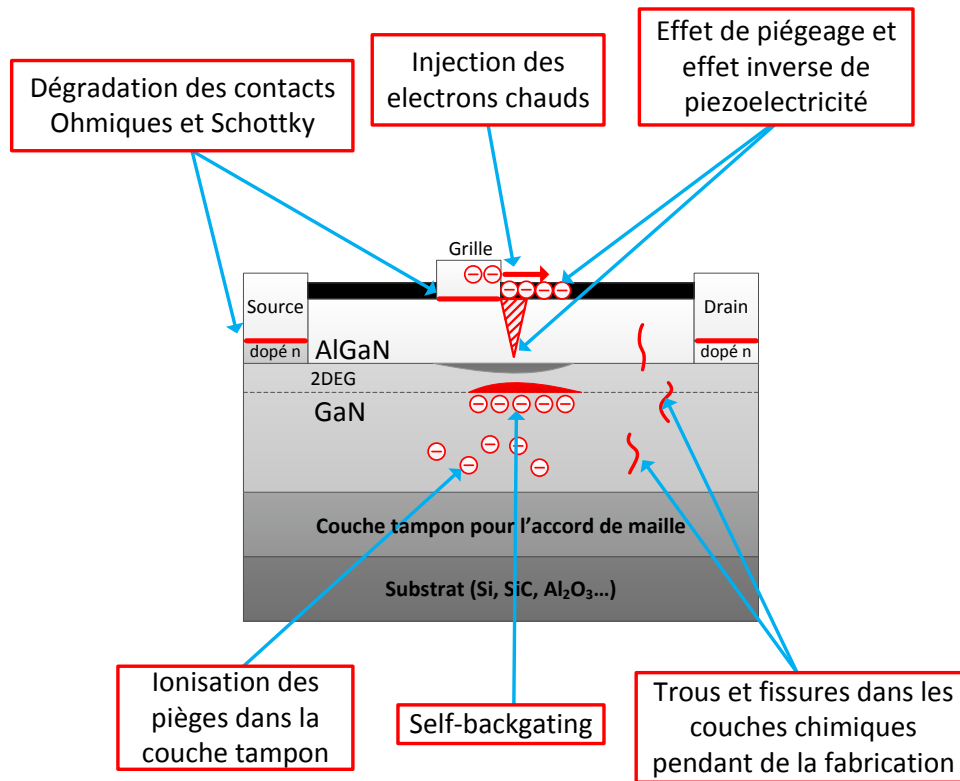 Dégradation des contacts
Ohmiques et Schottky
Injection des
electrons chauds
Effet de piégeage et
effet inverse de
piezoelectricité
Grille
Source
Drain
dopé n
AlGaN
dopé n
2DEG
GaN
Couche tampon pour l'accord de maille
Substrat (Si, SiC, Al₂O₃...)
Ionisation des
pièges dans la
couche tampon
Self-backgating
Trous et fissures dans les
couches chimiques
pendant de la fabrication